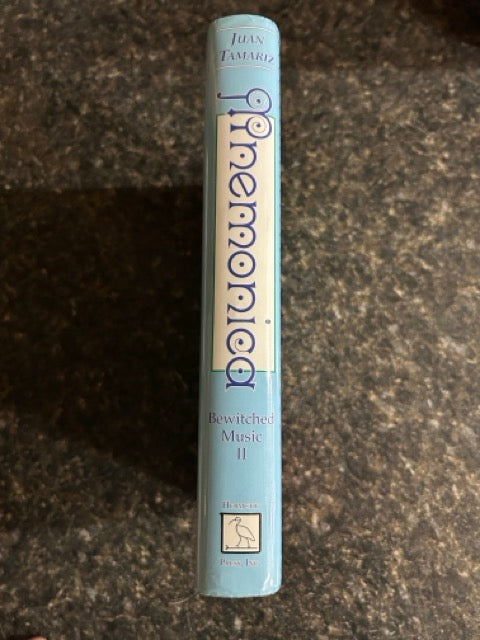 JUAN
TAMARIZ
Mnemonica
Bewitched
Music
II
HERMETIC
PRESS, INC.